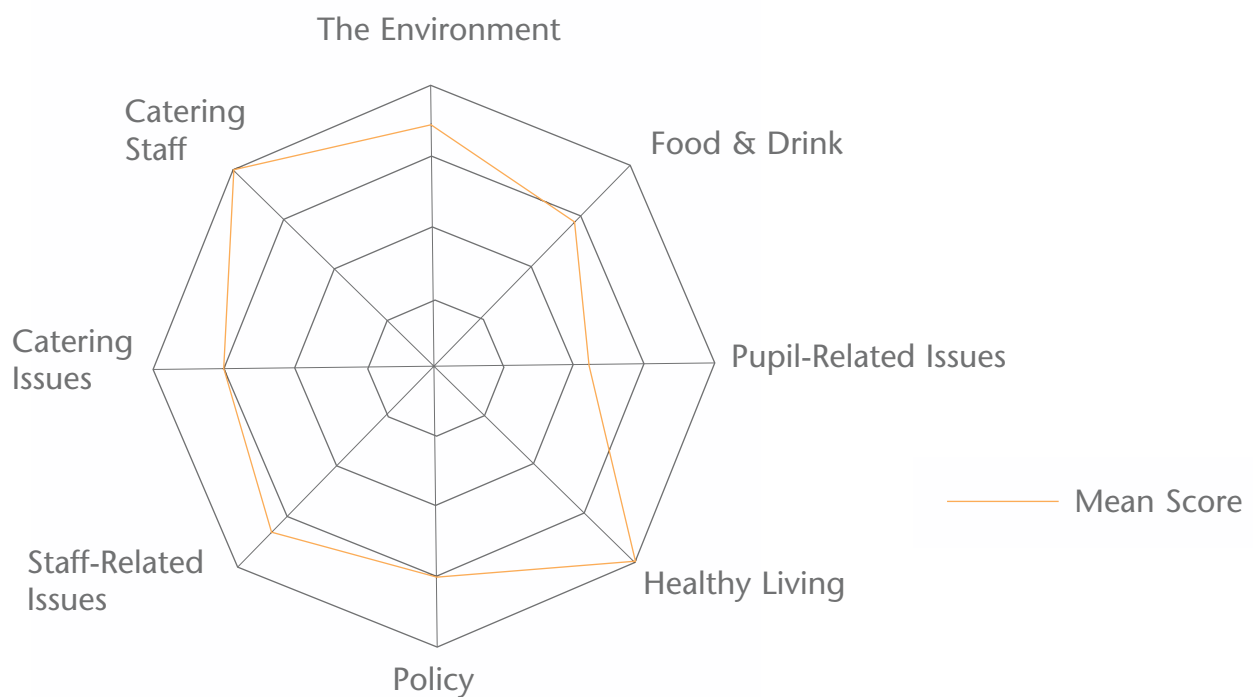 The Environment
Catering
Staff
Food & Drink
Catering
Issues
Pupil-Related Issues
Mean Score
Staff-Related
Issues
Healthy Living
Policy